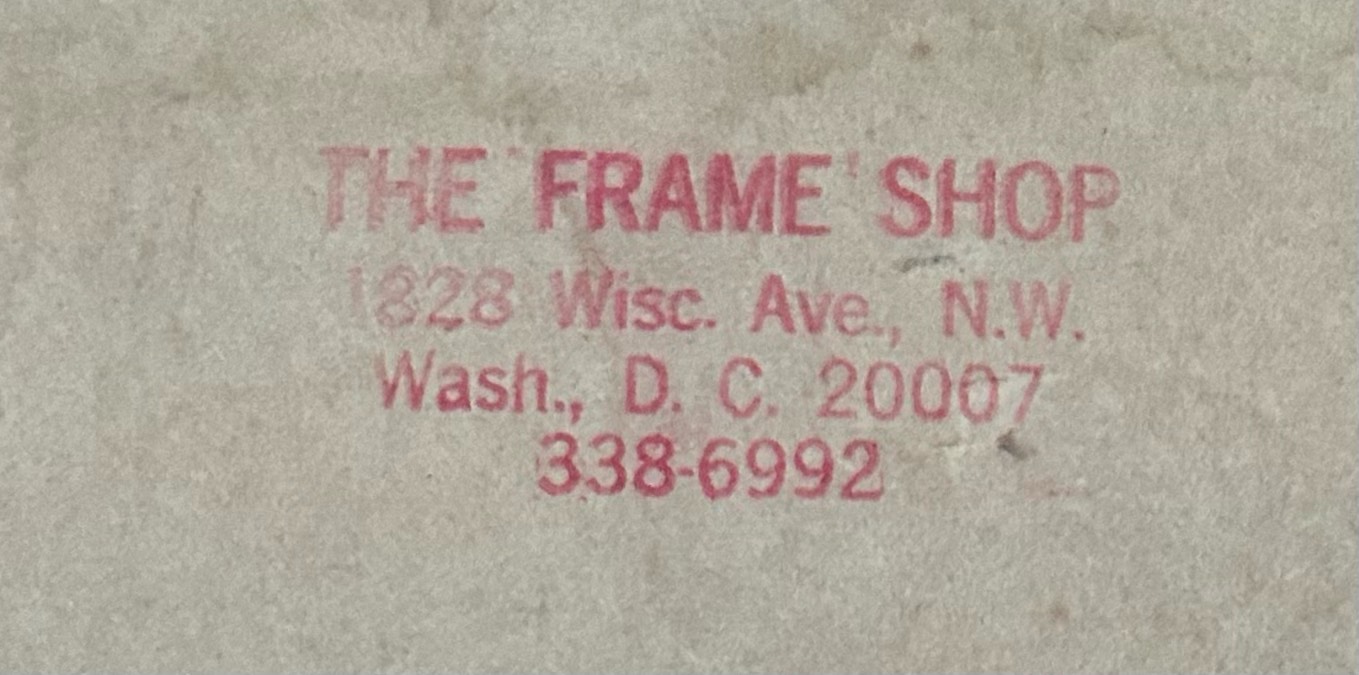 THE FRAME SHOP
1828 Wisc. Ave., N.W.
Wash., D. C. 20007
338-6992